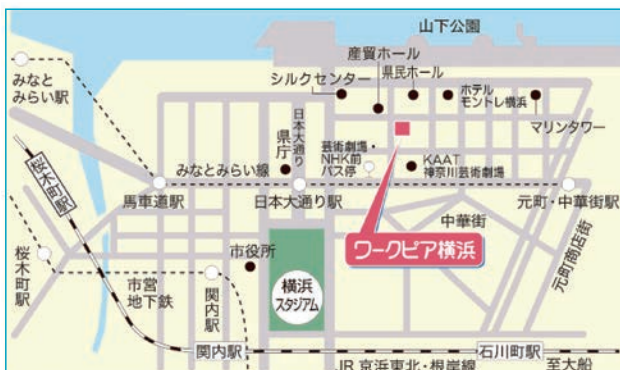 山下公園
産貿ホール
県民ホール
シルクセンター
ホテル
モントレ横浜
マリンタワー
みなと
みらい駅
日本大通り
県庁
芸術劇場・
NHK前
バス停
KAAT
神奈川芸術劇場
みなとみらい線
桜木町駅
馬車道駅
日本大通り駅
元町・中華街駅
中華街
ワークピア横浜
元町商店街
市役所
横浜
スタジアム
桜木町駅
市営
地下鉄
関内駅
関内駅
石川町駅
JR 京浜東北・根岸線
至大船